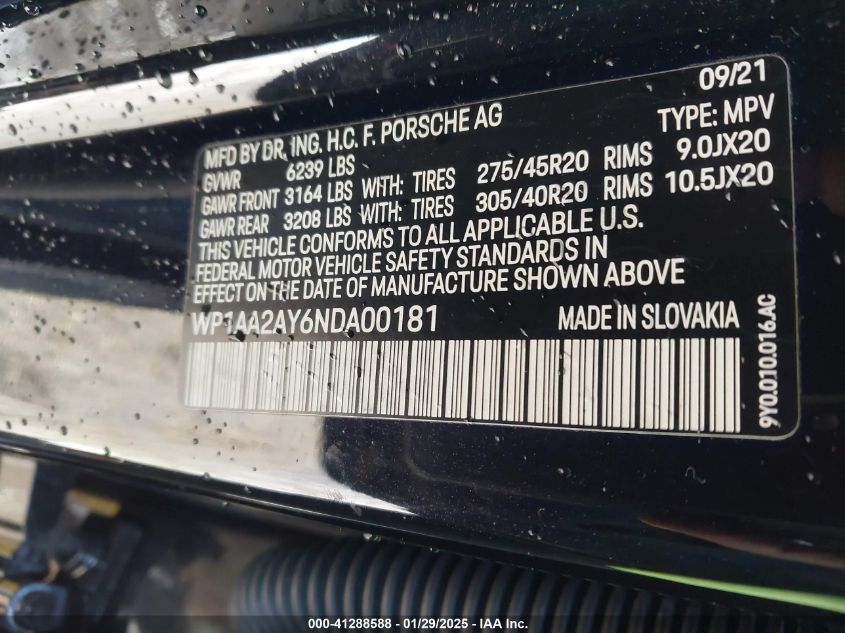 09/21
MFD BY DR. ING. H.C. F. PORSCHE AG TYPE: MPV
GVWR 6239 LBS
GAWR FRONT 3164 LBS WITH: TIRES 275/45R20 RIMS 9.0JX20
GAWR REAR 3208 LBS WITH: TIRES 305/40R20 RIMS 10.5JX20
THIS VEHICLE CONFORMS TO ALL APPLICABLE U.S.
FEDERAL MOTOR VEHICLE SAFETY STANDARDS IN
EFFECT ON THE DATE OF MANUFACTURE SHOWN ABOVE
WP1AA2AY6NDA00181 MADE IN SLOVAKIA
9Y0.010.016.AC
000-41288588 - 01/29/2025 - IAA Inc.